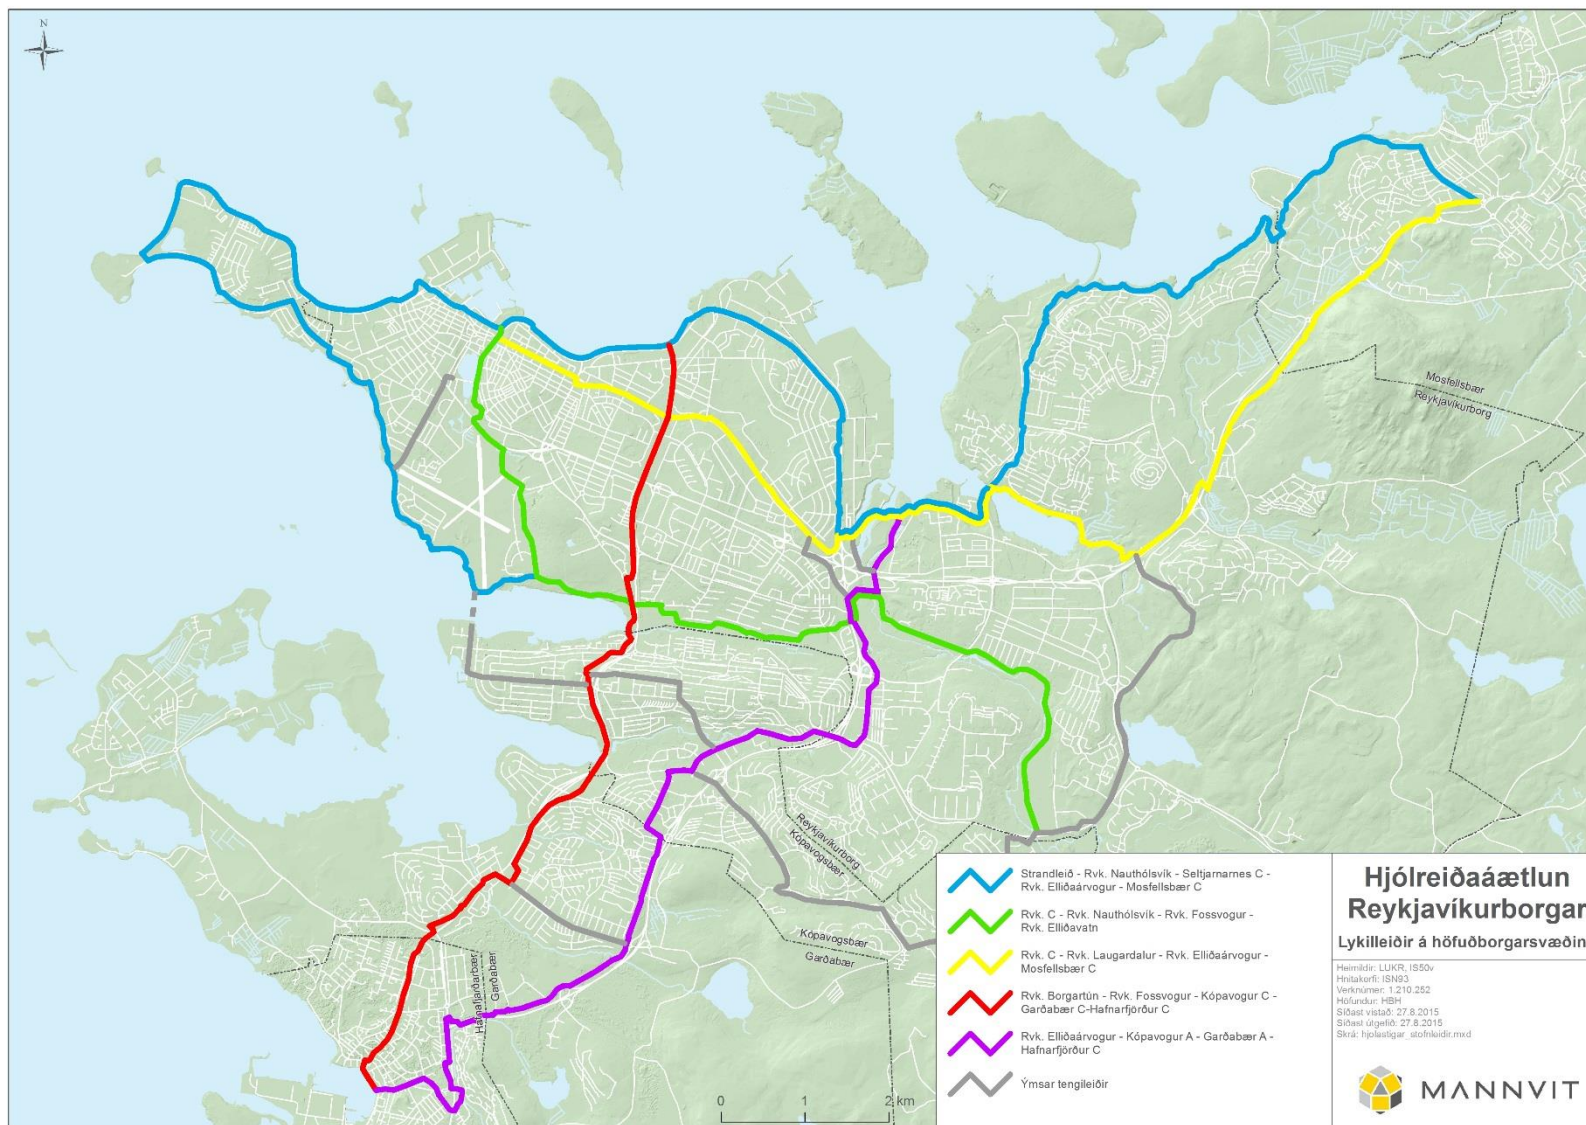 N
Mosfellsbær
Reykjavíkurborg
Reykjavíkurborg
Kópavogsbær
Kópavogsbær
Garðabær
Hafnarfjarðarbær
Garðabær
0 1 2 km
Strandleið - Rvk. Nauthólsvík - Seltjarnarnes C -
Rvk. Elliðaárvogur - Mosfellsbær C
Rvk. C - Rvk. Nauthólsvík - Rvk. Fossvogur -
Rvk. Elliðavatn
Rvk. C - Rvk. Laugardalur - Rvk. Elliðaárvogur -
Mosfellsbær C
Rvk. Borgartún - Rvk. Fossvogur - Kópavogur C -
Garðabær C-Hafnarfjörður C
Rvk. Elliðaárvogur - Kópavogur A - Garðabær A -
Hafnarfjörður C
Ýmsar tengileiðir
Hjólreiðaáætlun
Reykjavíkurborgar
Lykilleiðir á höfuðborgarsvæðin
Heimildir: LUKR, IS50v
Hnitakerfi: ISN93
Verknúmer: 1.210.252
Höfundur: HBH
Síðast vistað: 27.8.2015
Síðast útgefið: 27.8.2015
Skrá: hjolastigar_stofnleidir.mxd
MANNVIT